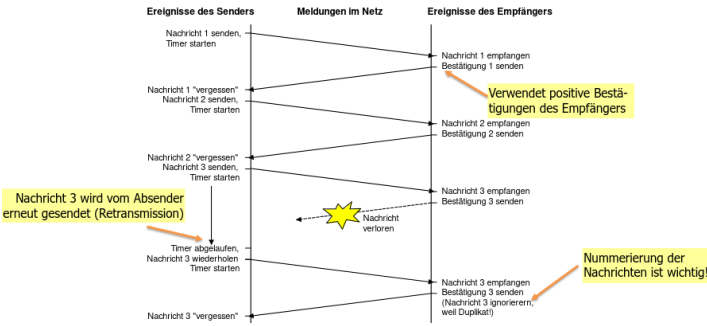 Ereignisse des Senders
Meldungen im Netz
Ereignisse des Empfängers
Nachricht 1 senden,
Timer starten
Nachricht 1 empfangen
Bestätigung 1 senden
Verwendet positive Bestä-
tigungen des Empfängers
Nachricht 1 "vergessen"
Nachricht 2 senden,
Timer starten
Nachricht 2 empfangen
Bestätigung 2 senden
Nachricht 2 "vergessen"
Nachricht 3 senden,
Timer starten
Nachricht 3 empfangen
Bestätigung 3 senden
Nachricht 3 wird vom Absender
erneut gesendet (Retransmission)
Nachricht
verloren
Timer abgelaufen,
Nachricht 3 wiederholen
Timer starten
Nummerierung der
Nachrichten ist wichtig!
Nachricht 3 empfangen
Bestätigung 3 senden
(Nachricht 3 ignorierern,
weil Duplikat!)
Nachricht 3 "vergessen"